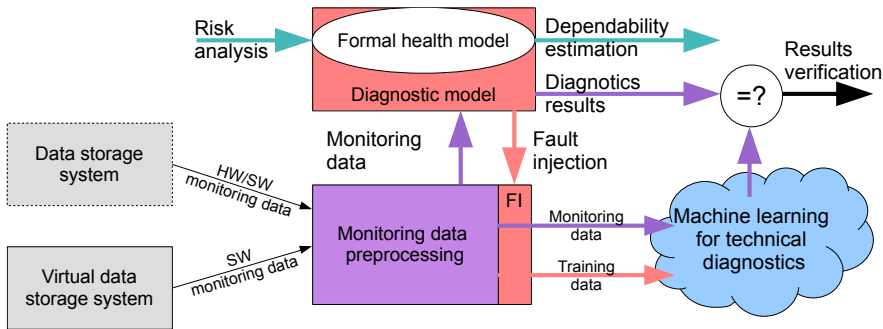 Risk
analysis
Formal health model
Dependability
estimation
Diagnostic model
Diagnotics
results
=?
Results
verification
Monitoring
data
Fault
injection
Data storage
system
HW/SW
monitoring data
Virtual data
storage system
SW
monitoring data
Monitoring data
preprocessing
FI
Monitoring
data
Training
data
Machine learning
for technical
diagnostics